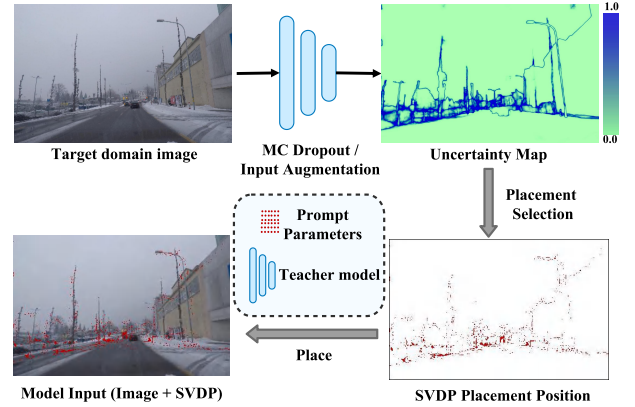 1.0
0.0
Target domain image
MC Dropout /
Input Augmentation
Uncertainty Map
Placement
Selection
Prompt
Parameters
Teacher model
Place
Model Input (Image + SVDP)
SVDP Placement Position